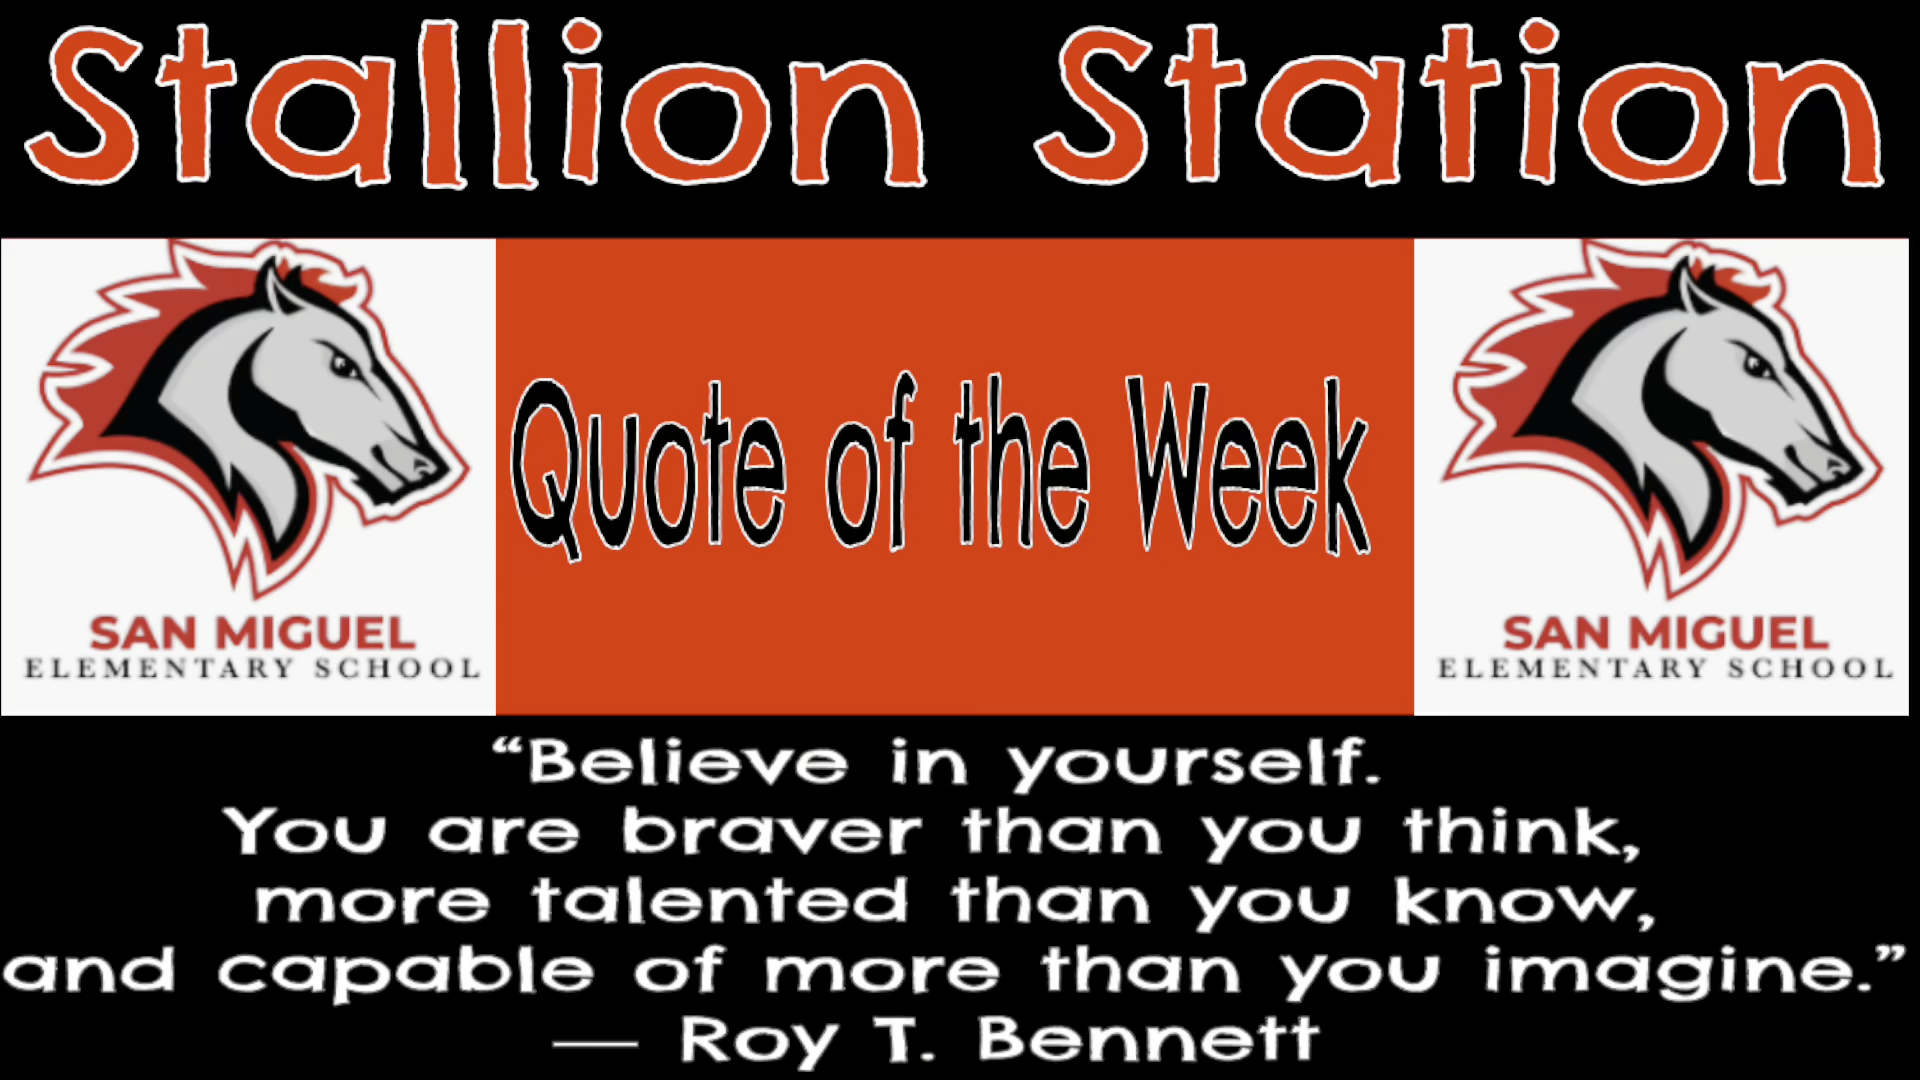 Stallion Station
SAN MIGUEL
ELEMENTARY SCHOOL
Quote of the Week
SAN MIGUEL
ELEMENTARY SCHOOL
“Believe in yourself.
You are braver than you think,
more talented than you know,
and capable of more than you imagine.”
— Roy T. Bennett